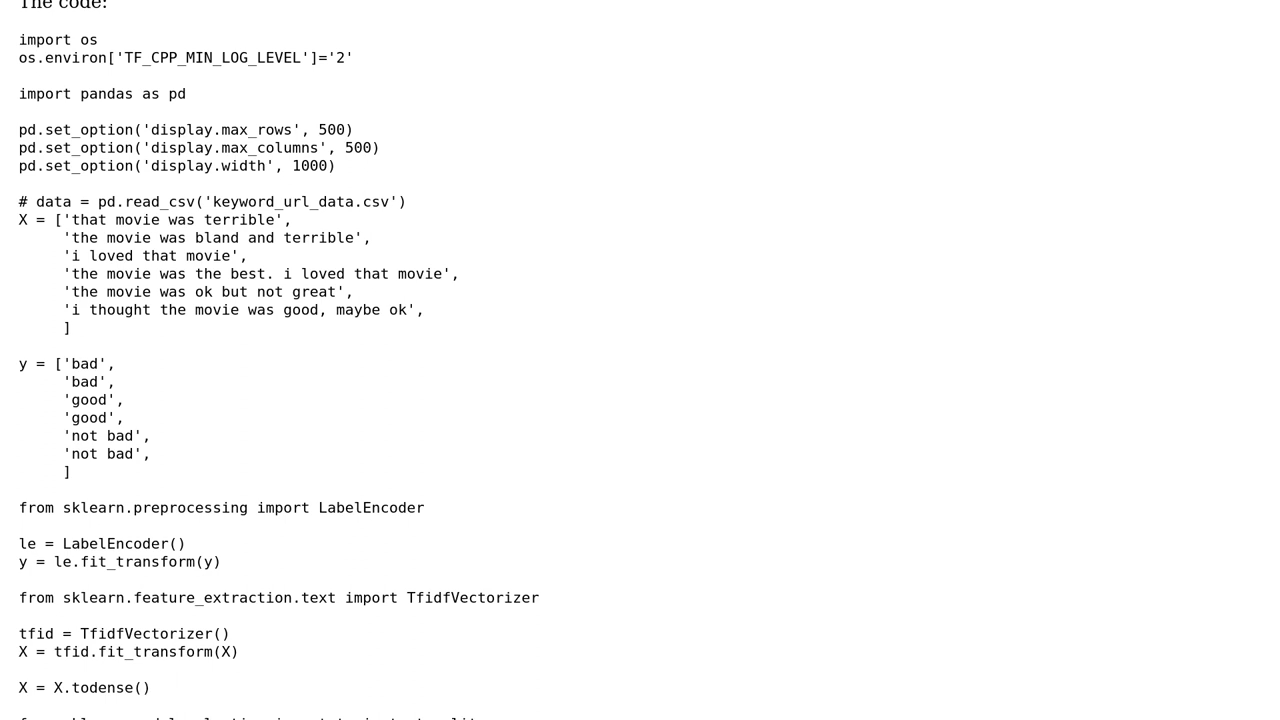 The code:
import os
os.environ['TF_CPP_MIN_LOG_LEVEL']='2'
import pandas as pd
pd.set_option('display.max_rows', 500)
pd.set_option('display.max_columns', 500)
pd.set_option('display.width', 1000)
# data = pd.read_csv('keyword_url_data.csv')
X = ['that movie was terrible',
     'the movie was bland and terrible',
     'i loved that movie',
     'the movie was the best. i loved that movie',
     'the movie was ok but not great',
     'i thought the movie was good, maybe ok',
     ]
y = ['bad',
     'bad',
     'good',
     'good',
     'not bad',
     'not bad',
     ]
from sklearn.preprocessing import LabelEncoder
le = LabelEncoder()
y = le.fit_transform(y)
from sklearn.feature_extraction.text import TfidfVectorizer
tfid = TfidfVectorizer()
X = tfid.fit_transform(X)
X = X.todense()